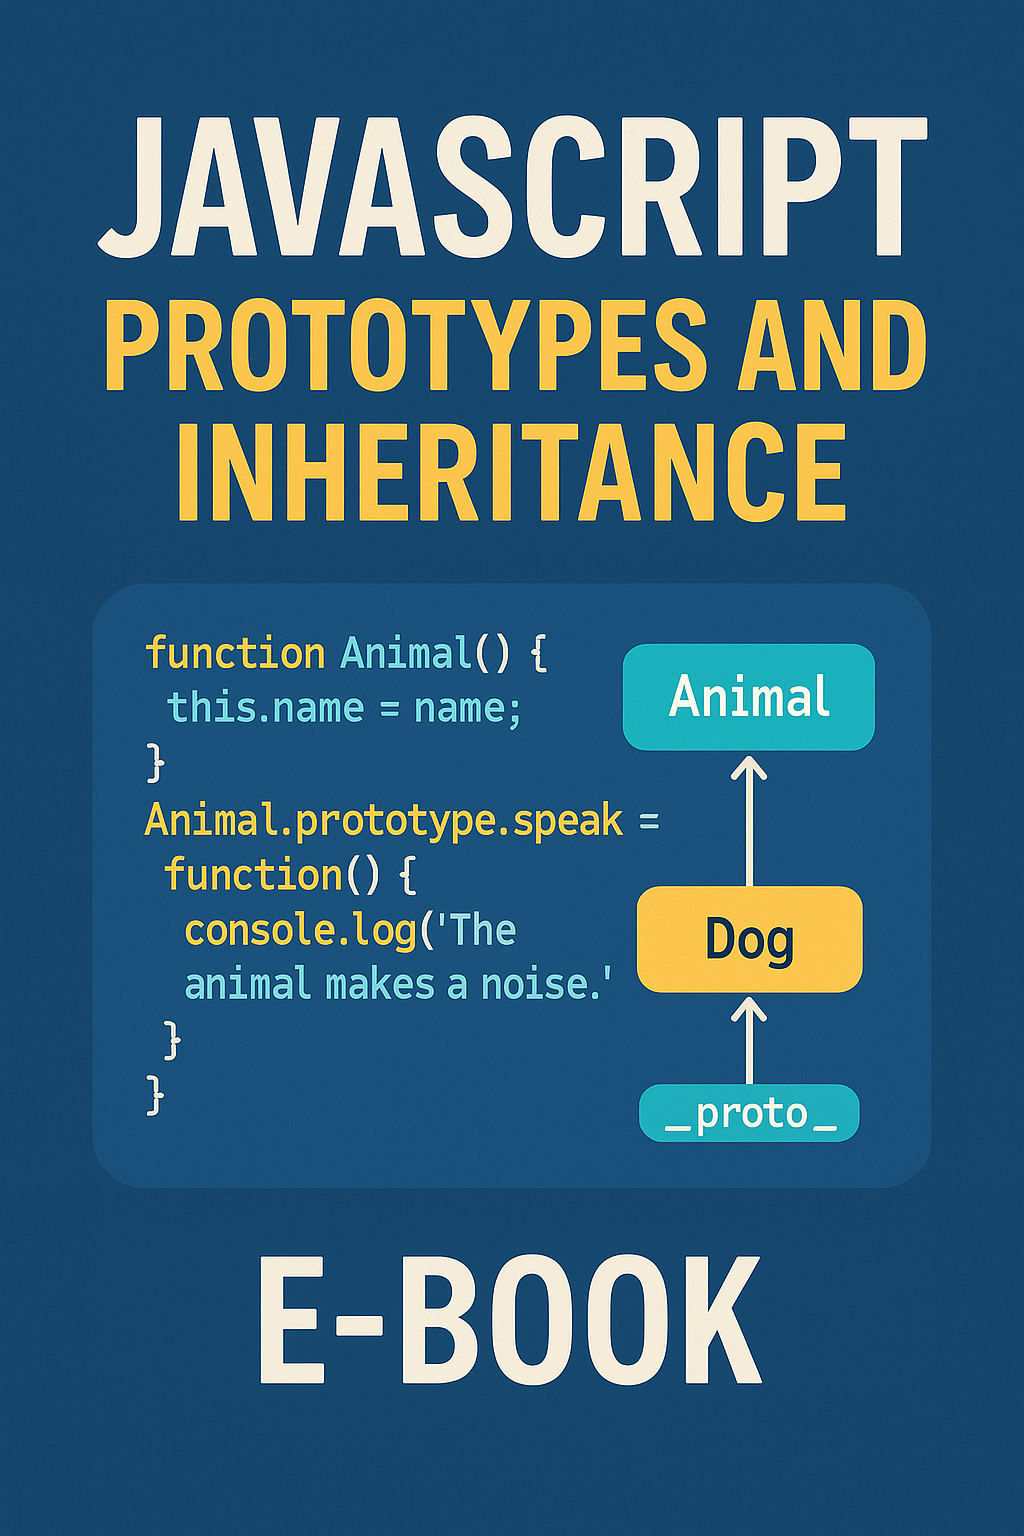 JAVASCRIPT
PROTOTYPES AND
INHERITANCE
function Animal() {
this.name = name;
}
Animal.prototype.speak =
function() {
console.log('The
animal makes a noise.'
}
}
Animal
Dog
_proto_
E-BOOK